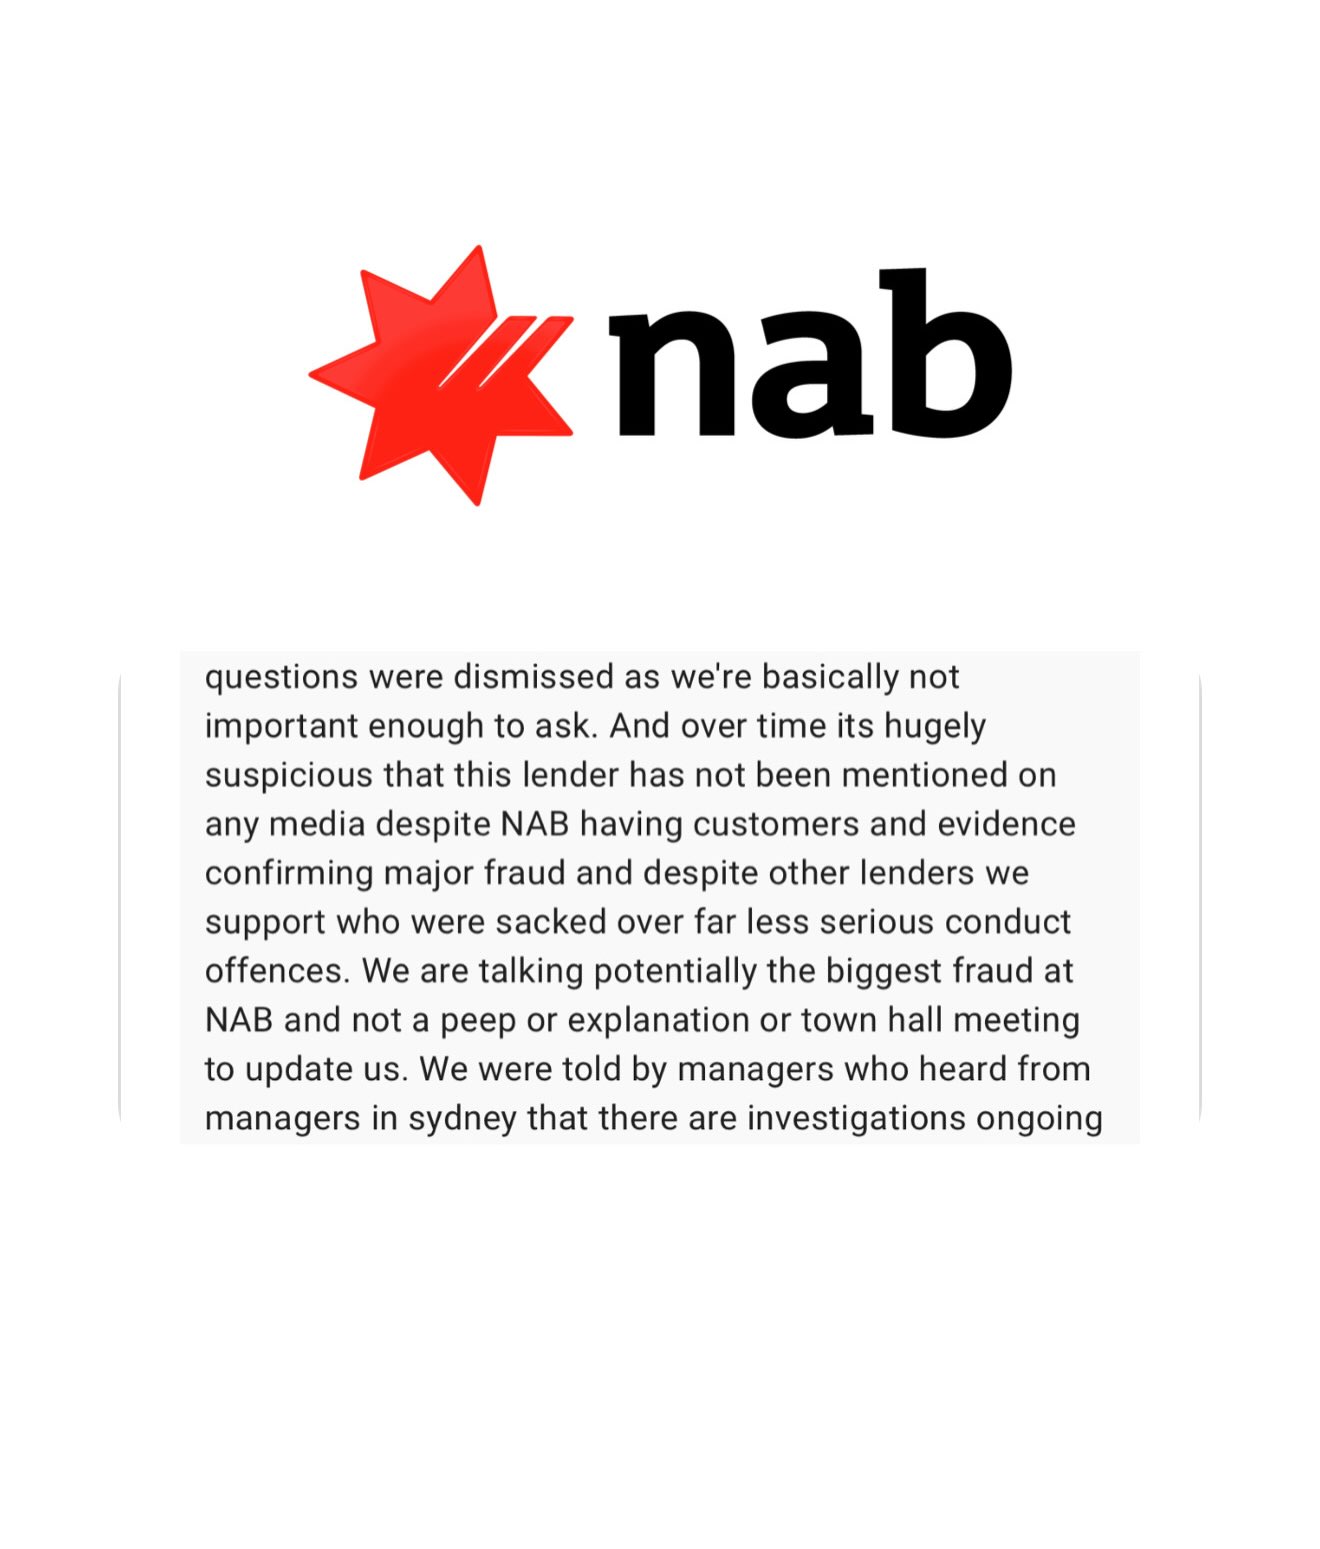 nab
questions were dismissed as we're basically not
important enough to ask. And over time its hugely
suspicious that this lender has not been mentioned on
any media despite NAB having customers and evidence
confirming major fraud and despite other lenders we
support who were sacked over far less serious conduct
offences. We are talking potentially the biggest fraud at
NAB and not a peep or explanation or town hall meeting
to update us. We were told by managers who heard from
managers in sydney that there are investigations ongoing